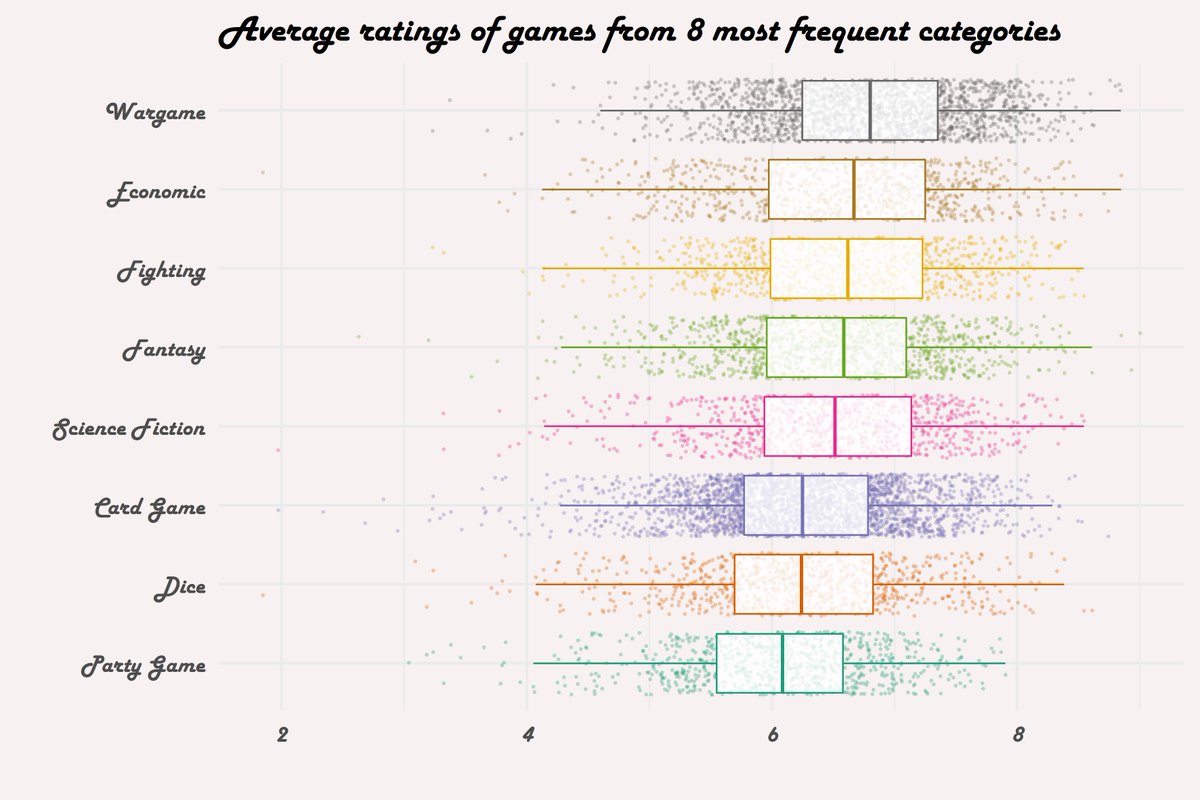 Average ratings of games from 8 most frequent categories
Wargame
Economic
Fighting
Fantasy
Science Fiction
Card Game
Dice
Party Game
2 4 6 8